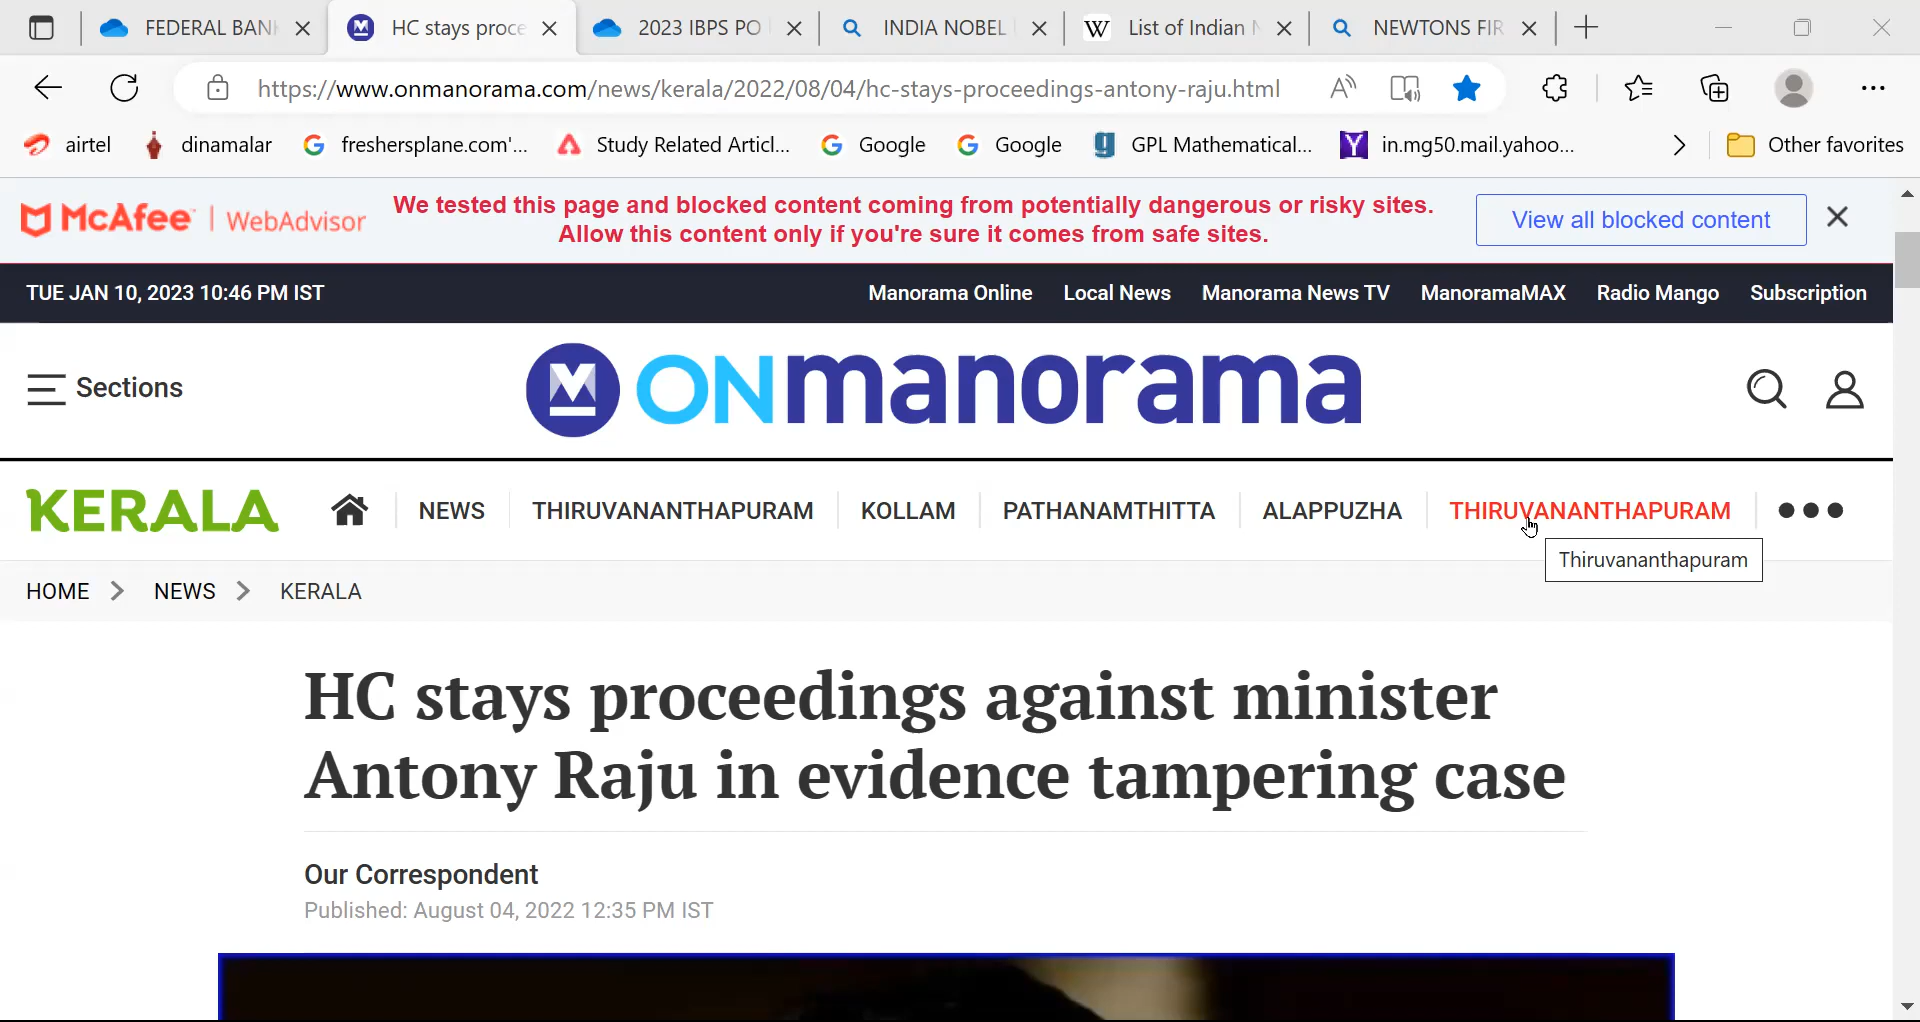 FEDERAL BAN
HC stays proce
2023 IBPS PO
INDIA NOBEL
List of Indian
NEWTONS FIR
https://www.onmanorama.com/news/kerala/2022/08/04/hc-stays-proceedings-antony-raju.html
airtel
dinamalar
freshersplane.com'...
Study Related Articl...
Google
Google
GPL Mathematical...
in.mg50.mail.yahoo...
Other favorites
McAfee | WebAdvisor
We tested this page and blocked content coming from potentially dangerous or risky sites.
Allow this content only if you're sure it comes from safe sites.
View all blocked content
TUE JAN 10, 2023 10:46 PM IST
Manorama Online
Local News
Manorama News TV
ManoramaMAX
Radio Mango
Subscription
Sections
ONmanorama
KERALA
NEWS
THIRUVANANTHAPURAM
KOLLAM
PATHANAMTHITTA
ALAPPUZHA
THIRUVANANTHAPURAM
Thiruvananthapuram
HOME
NEWS
KERALA
HC stays proceedings against minister
Antony Raju in evidence tampering case
Our Correspondent
Published: August 04, 2022 12:35 PM IST